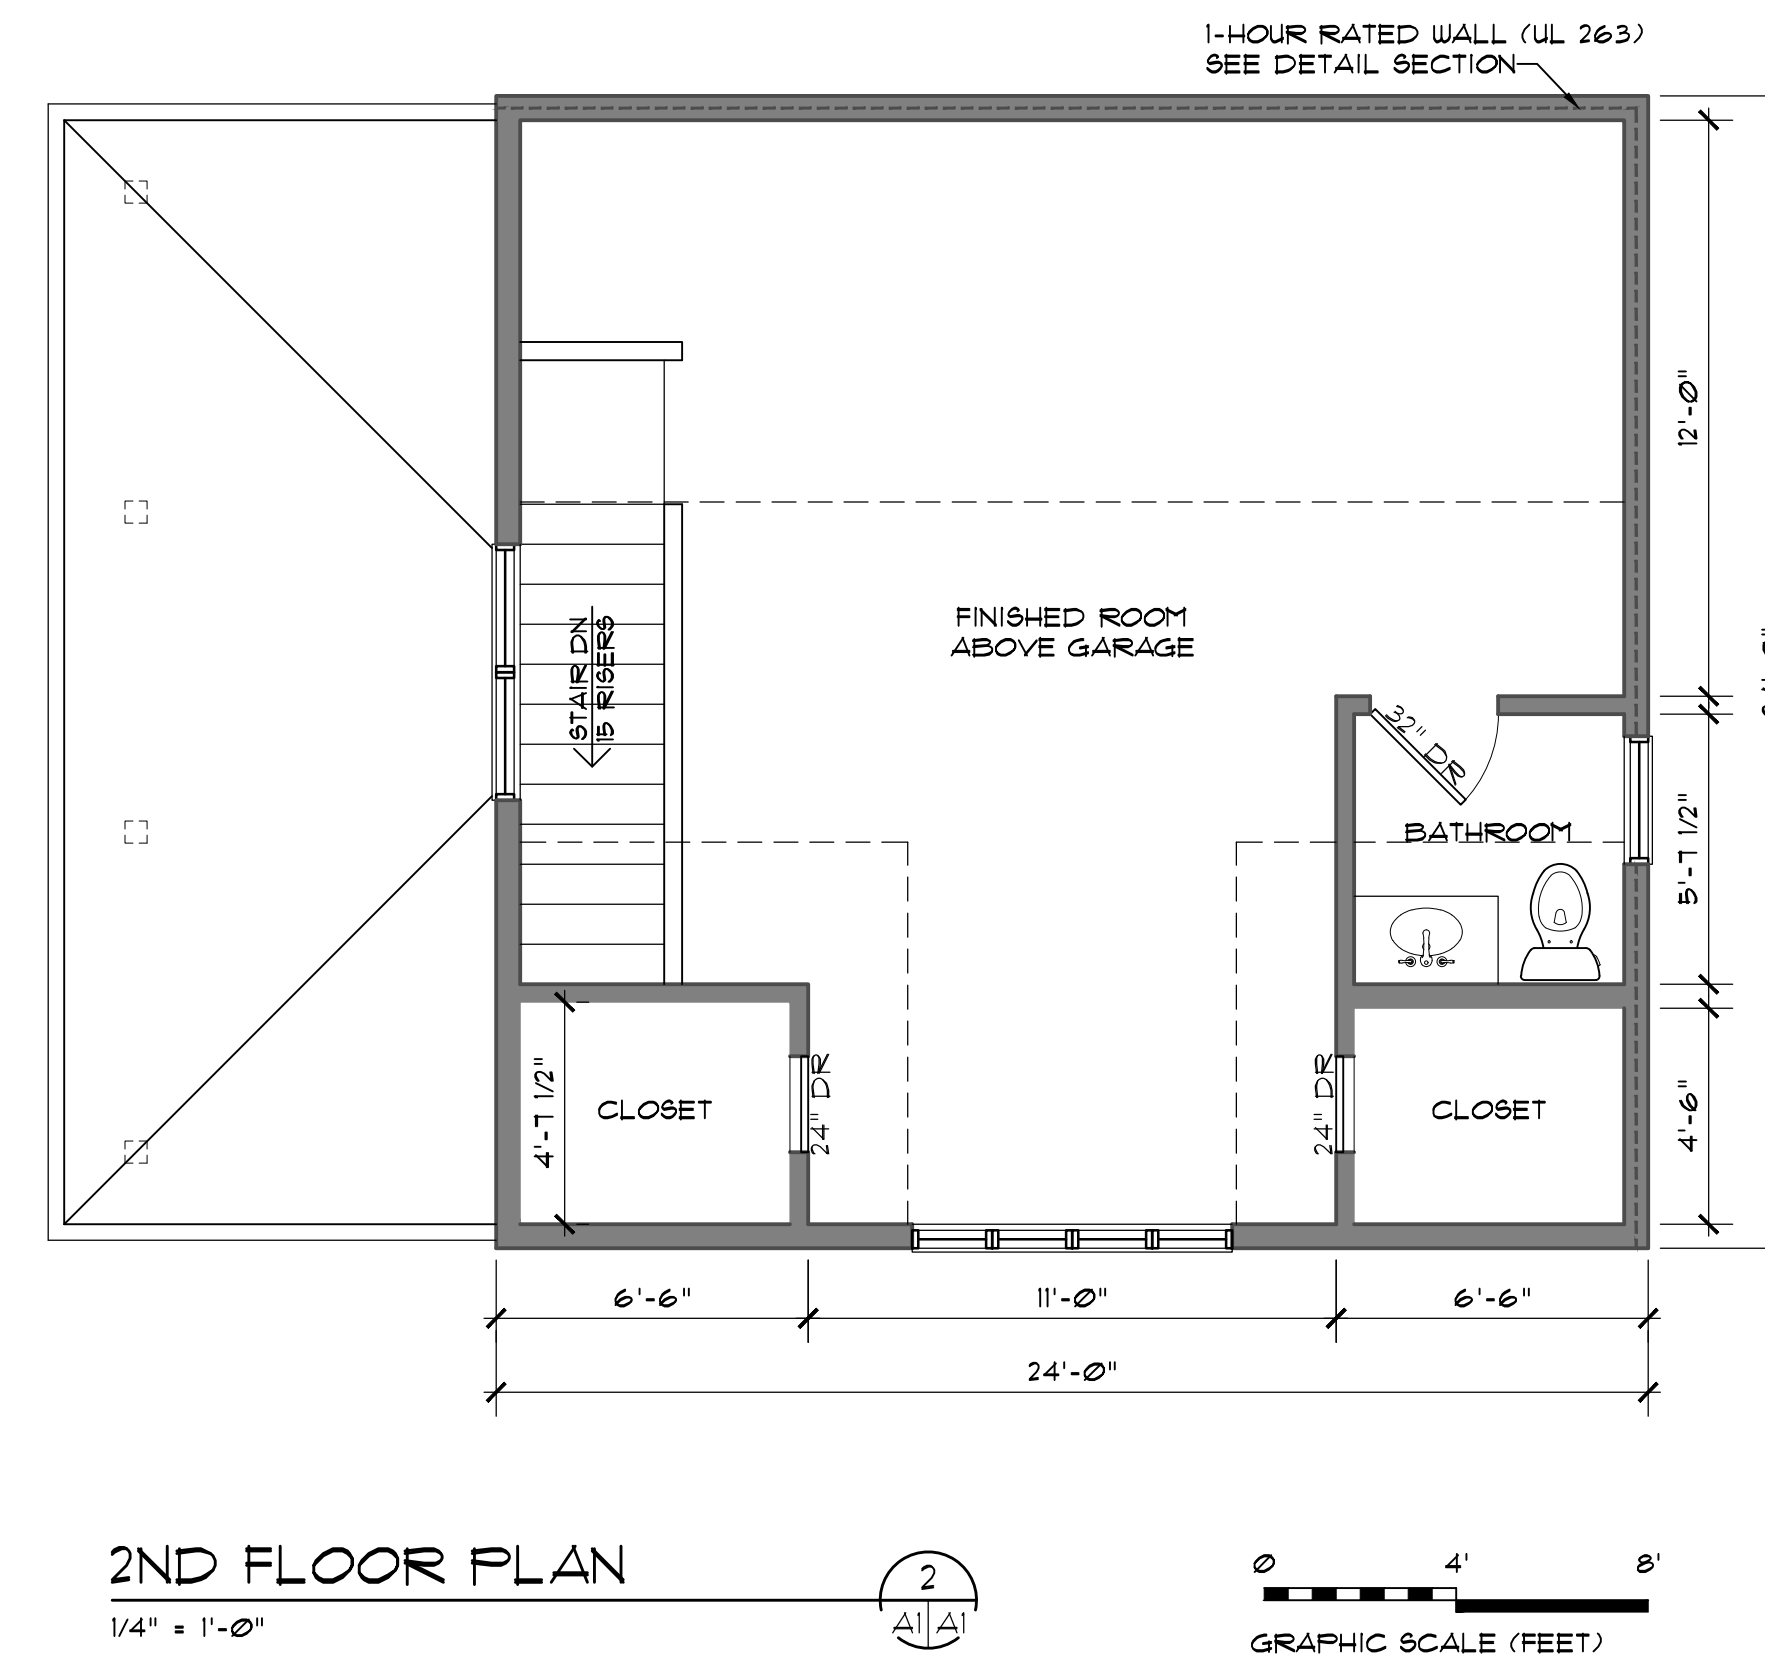 1-HOUR RATED WALL (UL 263)
SEE DETAIL SECTION
12'-0"
FINISHED ROOM
ABOVE GARAGE
STAIR DN
15 RISERS
32" DR
BATHROOM
5'-7 1/2"
4'-7 1/2"
CLOSET
24" DR
24" DR
CLOSET
4'-6"
6'-6"
11'-0"
6'-6"
24'-0"
2ND FLOOR PLAN
1/4" = 1'-0"
2
A1 A1
0 4' 8'
GRAPHIC SCALE (FEET)